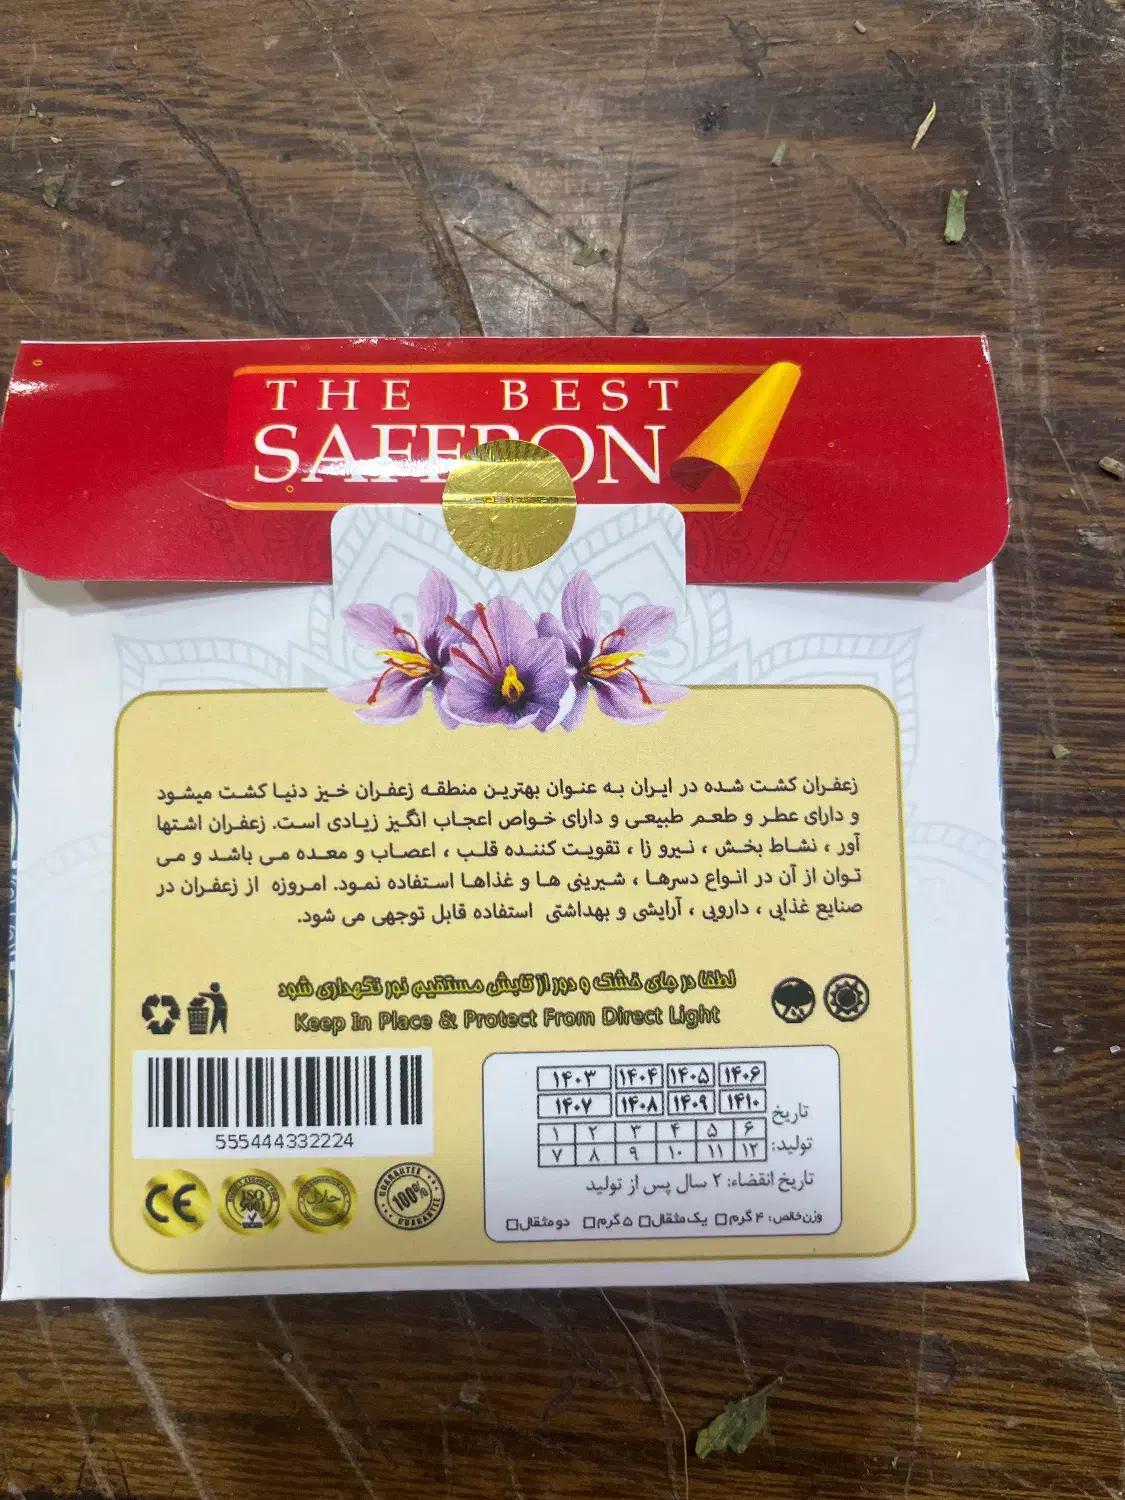 THE BEST
SAFFRON
زعفران کشت شده در ایران به عنوان بهترین منطقه زعفران خیز دنیا کشت میشود
و دارای عطر و طعم طبیعی و دارای خواص اعجاب انگیز زیادی است. زعفران اشتها
آور ، نشاط بخش ، نیرو زا ، تقویت کننده قلب ، اعصاب و معده می باشد و می
توان از آن در انواع دسرها ، شیرینی ها و غذاها استفاده نمود. امروزه از زعفران در
صنایع غذایی ، دارویی ، آرایشی و بهداشتی استفاده قابل توجهی می شود.
لطفا در جای خشک و دور از تابش مستقیم نور نگهداری شود
Keep In Place & Protect From Direct Light
۱۴۰۳ ۱۴۰۴ ۱۴۰۵ ۱۴۰۶
۱۴۰۷ ۱۴۰۸ ۱۴۰۹ ۱۴۱۰
تاریخ تولید:
۱ ۲ ۳ ۴ ۵ ۶
۷ ۸ ۹ ۱۰ ۱۱ ۱۲
تاریخ انقضاء: ۲ سال پس از تولید
وزن خالص: ۴ گرم یک مثقال ۵ گرم دو مثقال
555444332224
CE
ISO
9001
حلال
GUARANTEE
100%
GUARANTEE